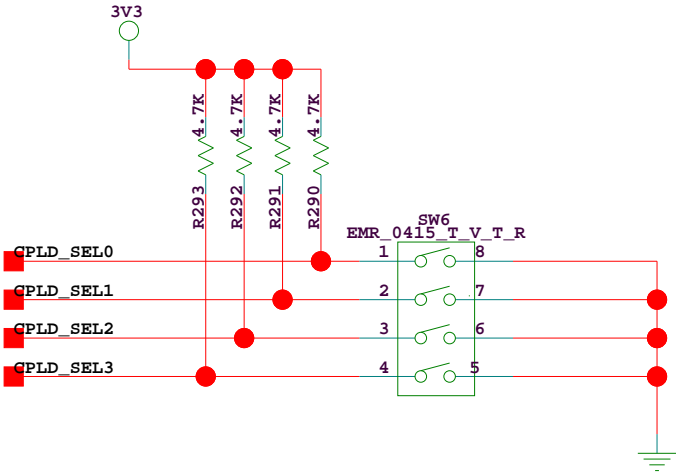 3V3
4.7K
4.7K
4.7K
4.7K
R293
R292
R291
R290
SW6
EMR_0415_T_V_T_R
CPLD_SEL0
1
8
CPLD_SEL1
2
7
CPLD_SEL2
3
6
CPLD_SEL3
4
5